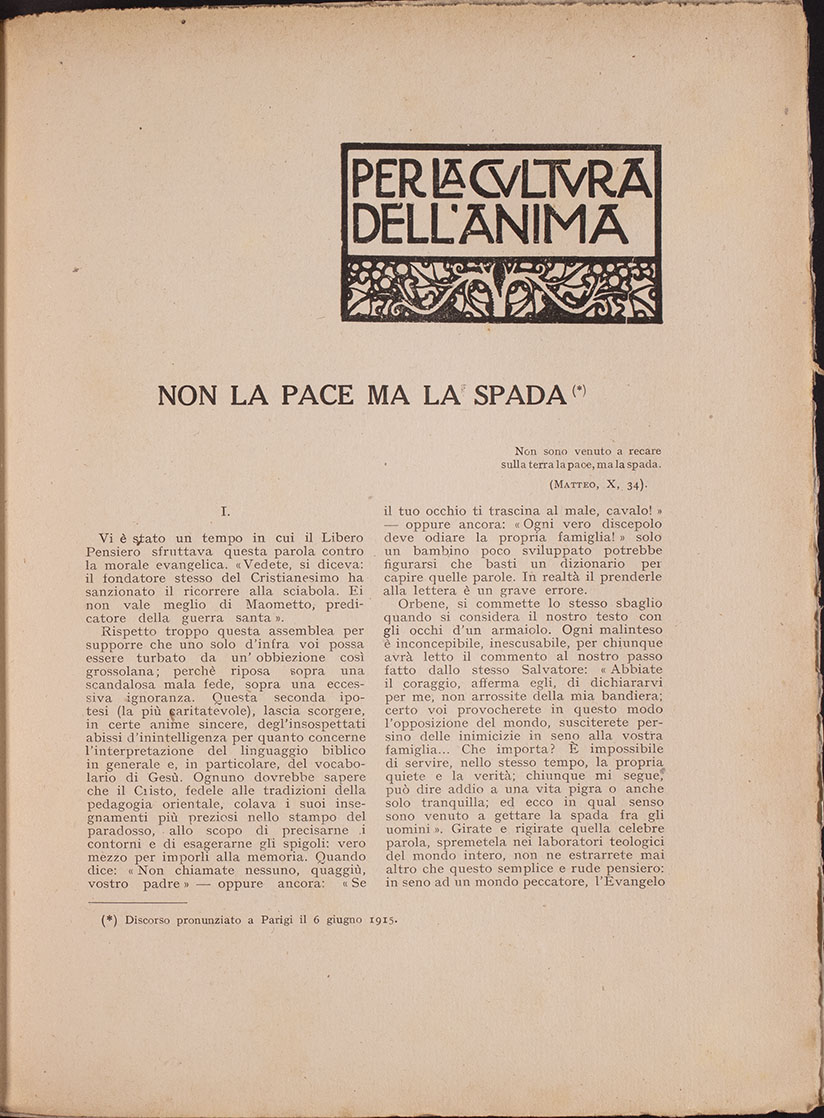 PER LA CVLTVRA
DELL'ANIMA
NON LA PACE MA LA SPADA (*)
Non sono venuto a recare
sulla terra la pace, ma la spada.
(MATTEO, X, 34).
I.
Vi è stato un tempo in cui il Libero
Pensiero sfruttava questa parola contro
la morale evangelica. «Vedete, si diceva:
il fondatore stesso del Cristianesimo ha
sanzionato il ricorrere alla sciabola. Ei
non vale meglio di Maometto, predi-
catore della guerra santa».
Rispetto troppo questa assemblea per
supporre che uno solo d'infra voi possa
essere turbato da un' obbiezione così
grossolana; perchè riposa sopra una
scandalosa mala fede, sopra una ecces-
siva ignoranza. Questa seconda ipo-
tesi (la più caritatevole), lascia scorgere,
in certe anime sincere, degl'insospettati
abissi d'inintelligenza per quanto concerne
l'interpretazione del linguaggio biblico
in generale e, in particolare, del vocabo-
lario di Gesù. Ognuno dovrebbe sapere
che il Cristo, fedele alle tradizioni della
pedagogia orientale, colava i suoi inse-
gnamenti più preziosi nello stampo del
paradosso, allo scopo di precisarne i
contorni e di esagerarne gli spigoli: vero
mezzo per imporli alla memoria. Quando
dice: «Non chiamate nessuno, quaggiù,
vostro padre» — oppure ancora: «Se
il tuo occhio ti trascina al male, cavalo!»
— oppure ancora: «Ogni vero discepolo
deve odiare la propria famiglia!» solo
un bambino poco sviluppato potrebbe
figurarsi che basti un dizionario per
capire quelle parole. In realtà il prenderle
alla lettera è un grave errore.
Orbene, si commette lo stesso sbaglio
quando si considera il nostro testo con
gli occhi d'un armaiolo. Ogni malinteso
è inconcepibile, inescusabile, per chiunque
avrà letto il commento al nostro passo
fatto dallo stesso Salvatore: «Abbiate
il coraggio, afferma egli, di dichiararvi
per me, non arrossite della mia bandiera;
certo voi provocherete in questo modo
l'opposizione del mondo, susciterete per-
sino delle inimicizie in seno alla vostra
famiglia... Che importa? È impossibile
di servire, nello stesso tempo, la propria
quiete e la verità; chiunque mi segue,
può dire addio a una vita pigra o anche
solo tranquilla; ed ecco in qual senso
sono venuto a gettare la spada fra gli
uomini». Girate e rigirate quella celebre
parola, spremetela nei laboratori teologici
del mondo intero, non ne estrarrete mai
altro che questo semplice e rude pensiero:
in seno ad un mondo peccatore, l'Evangelo
(*) Discorso pronunziato a Parigi il 6 giugno 1915.